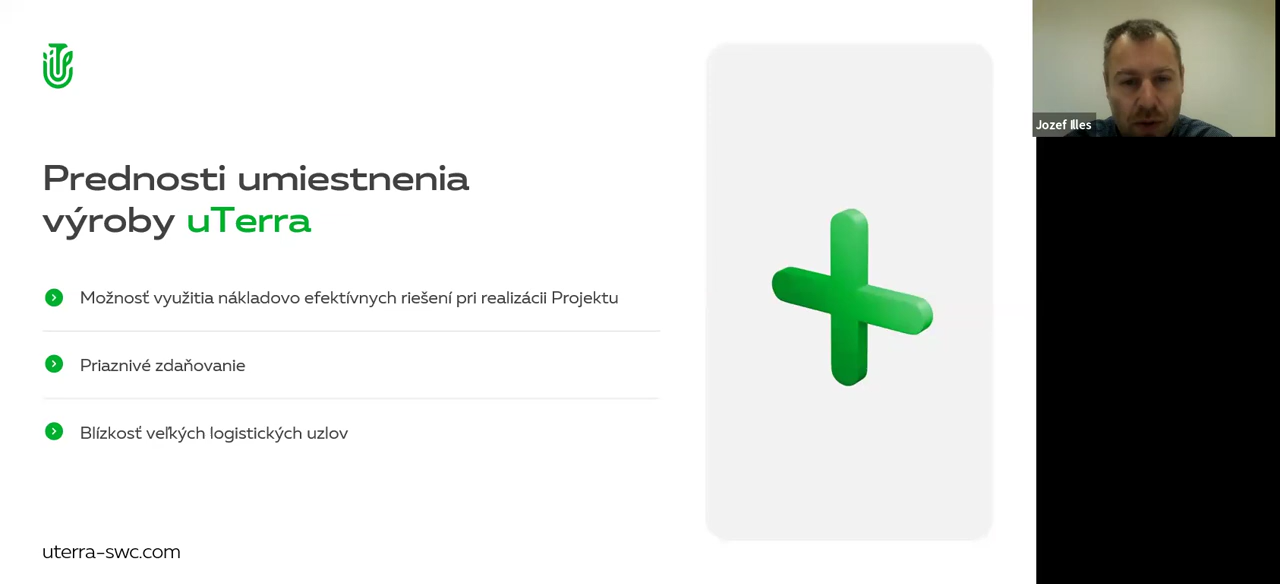 Prednosti umiestnenia
výroby uTerra
Možnosť využitia nákladovo efektívnych riešení pri realizácii Projektu
Priaznivé zdaňovanie
Blízkosť veľkých logistických uzlov
uterra-swc.com
Jozef Illes